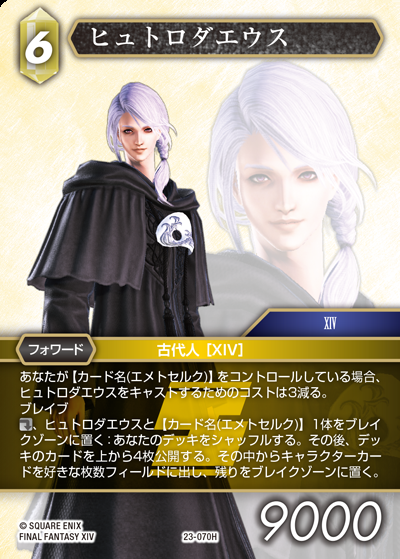 6
ヒュトロダエウス
XIV
フォワード
古代人 [XIV]
あなたが【カード名(エメトセルク)】をコントロールしている場合、
ヒュトロダエウスをキャストするためのコストは3減る。
ブレイブ
、ヒュトロダエウスと【カード名(エメトセルク)】1体をブレイ
クゾーンに置く:あなたのデッキをシャッフルする。その後、デッ
キのカードを上から4枚公開する。その中からキャラクターカー
ドを好きな枚数フィールドに出し、残りをブレイクゾーンに置く。
© SQUARE ENIX
FINAL FANTASY XIV
23-070H
9000